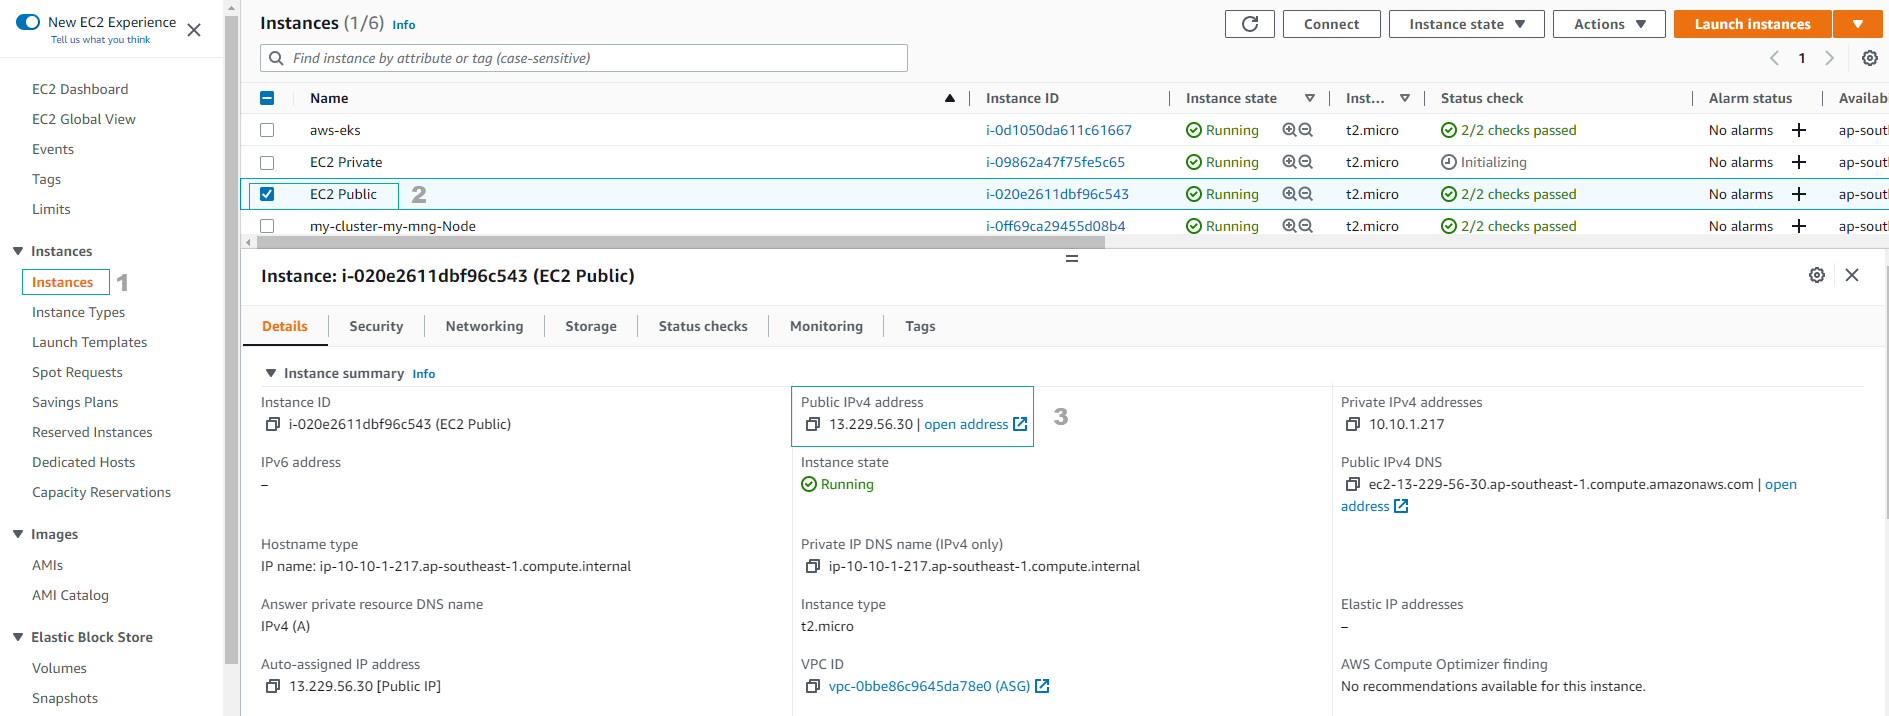 New EC2 Experience
Tell us what you think
EC2 Dashboard
EC2 Global View
Events
Tags
Limits
Instances
Instances 1
Instance Types
Launch Templates
Spot Requests
Savings Plans
Reserved Instances
Dedicated Hosts
Capacity Reservations
Images
AMIs
AMI Catalog
Elastic Block Store
Volumes
Snapshots
Instances (1/6) Info
Connect Instance state Actions Launch instances
Find instance by attribute or tag (case-sensitive)
1
Name Instance ID Instance state Inst... Status check Alarm status Availab
aws-eks i-0d1050da611c61667 Running t2.micro 2/2 checks passed No alarms + ap-sout
EC2 Private i-09862a47f75fe5c65 Running t2.micro Initializing No alarms + ap-sout
EC2 Public 2 i-020e2611dbf96c543 Running t2.micro 2/2 checks passed No alarms + ap-sout
my-cluster-my-mng-Node i-0ff69ca29455d08b4 Running t2.micro 2/2 checks passed No alarms + ap-sout
Instance: i-020e2611dbf96c543 (EC2 Public)
Details Security Networking Storage Status checks Monitoring Tags
Instance summary Info
Instance ID
i-020e2611dbf96c543 (EC2 Public)
Public IPv4 address
13.229.56.30 | open address
3
Private IPv4 addresses
10.10.1.217
IPv6 address
–
Instance state
Running
Public IPv4 DNS
ec2-13-229-56-30.ap-southeast-1.compute.amazonaws.com | open
address
Hostname type
IP name: ip-10-10-1-217.ap-southeast-1.compute.internal
Private IP DNS name (IPv4 only)
ip-10-10-1-217.ap-southeast-1.compute.internal
Answer private resource DNS name
IPv4 (A)
Instance type
t2.micro
Elastic IP addresses
–
Auto-assigned IP address
13.229.56.30 [Public IP]
VPC ID
vpc-0bbe86c9645da78e0 (ASG)
AWS Compute Optimizer finding
No recommendations available for this instance.